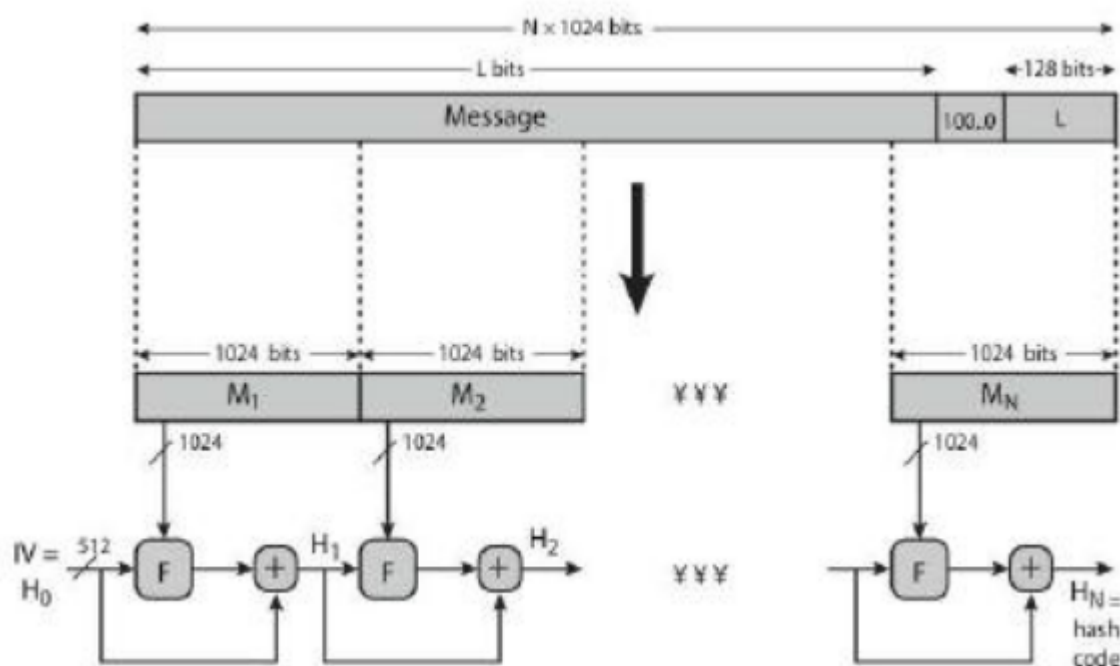 N × 1024 bits
L bits
128 bits
Message
100..0
L
1024 bits
1024 bits
1024 bits
M1
M2
¥ ¥ ¥
MN
1024
1024
1024
IV =
H0
512
F
+
H1
F
+
H2
¥ ¥ ¥
F
+
HN =
hash
code